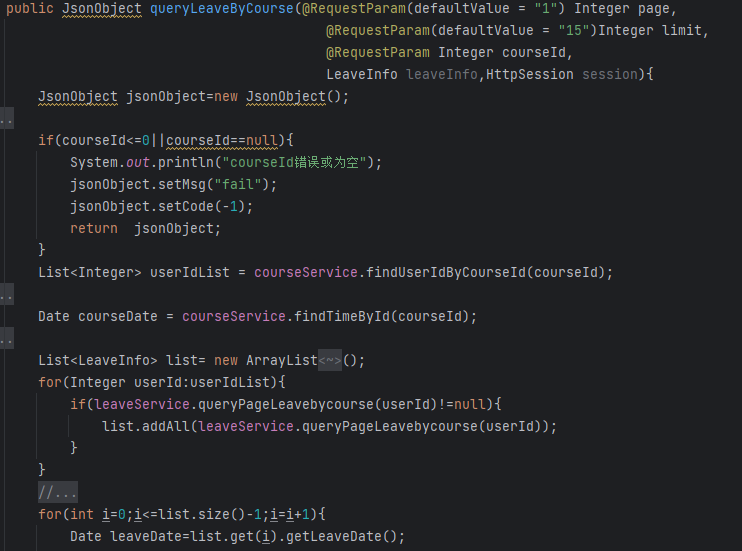 public JsonObject queryLeaveByCourse(@RequestParam(defaultValue = "1") Integer page,
@RequestParam(defaultValue = "15")Integer limit,
@RequestParam Integer courseId,
LeaveInfo leaveInfo,HttpSession session){
JsonObject jsonObject=new JsonObject();
..
if(courseId<=0||courseId==null){
System.out.println("courseId错误或为空");
jsonObject.setMsg("fail");
jsonObject.setCode(-1);
return  jsonObject;
}
List<Integer> userIdList = courseService.findUserIdByCourseId(courseId);
..
Date courseDate = courseService.findTimeById(courseId);
..
List<LeaveInfo> list= new ArrayList<~>();
for(Integer userId:userIdList){
if(leaveService.queryPageLeavebycourse(userId)!=null){
list.addAll(leaveService.queryPageLeavebycourse(userId));
}
}
//...
for(int i=0;i<=list.size()-1;i=i+1){
Date leaveDate=list.get(i).getLeaveDate();